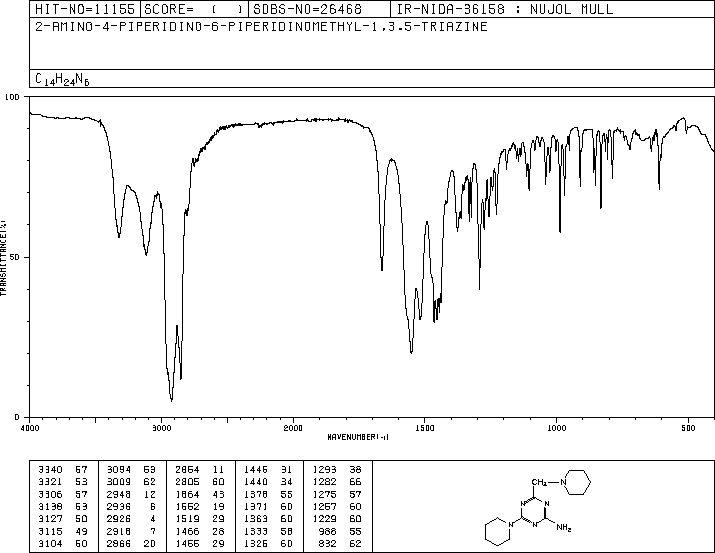 HIT-NO=11155 SCORE= ( ) SDBS-NO=26468 IR-NIDA-36158 : NUJOL MULL
2-AMINO-4-PIPERIDINO-6-PIPERIDINOMETHYL-1,3,5-TRIAZINE
C14H24N6
100
50
0
TRANSMITTANCE(%)
4000 3000 2000 1500 1000 500
WAVENUMBER(-1)
3340 57 3094 59 2854 11 1446 31 1293 38
3321 53 3009 62 2805 60 1440 34 1282 66
3306 57 2948 12 1664 43 1378 55 1275 57
3138 53 2936 6 1552 19 1371 60 1257 60
3127 50 2926 4 1519 29 1363 60 1229 60
3115 49 2918 7 1466 28 1333 58 988 55
3104 50 2866 20 1455 29 1326 60 832 62
CH2 N
N N
N N NH2